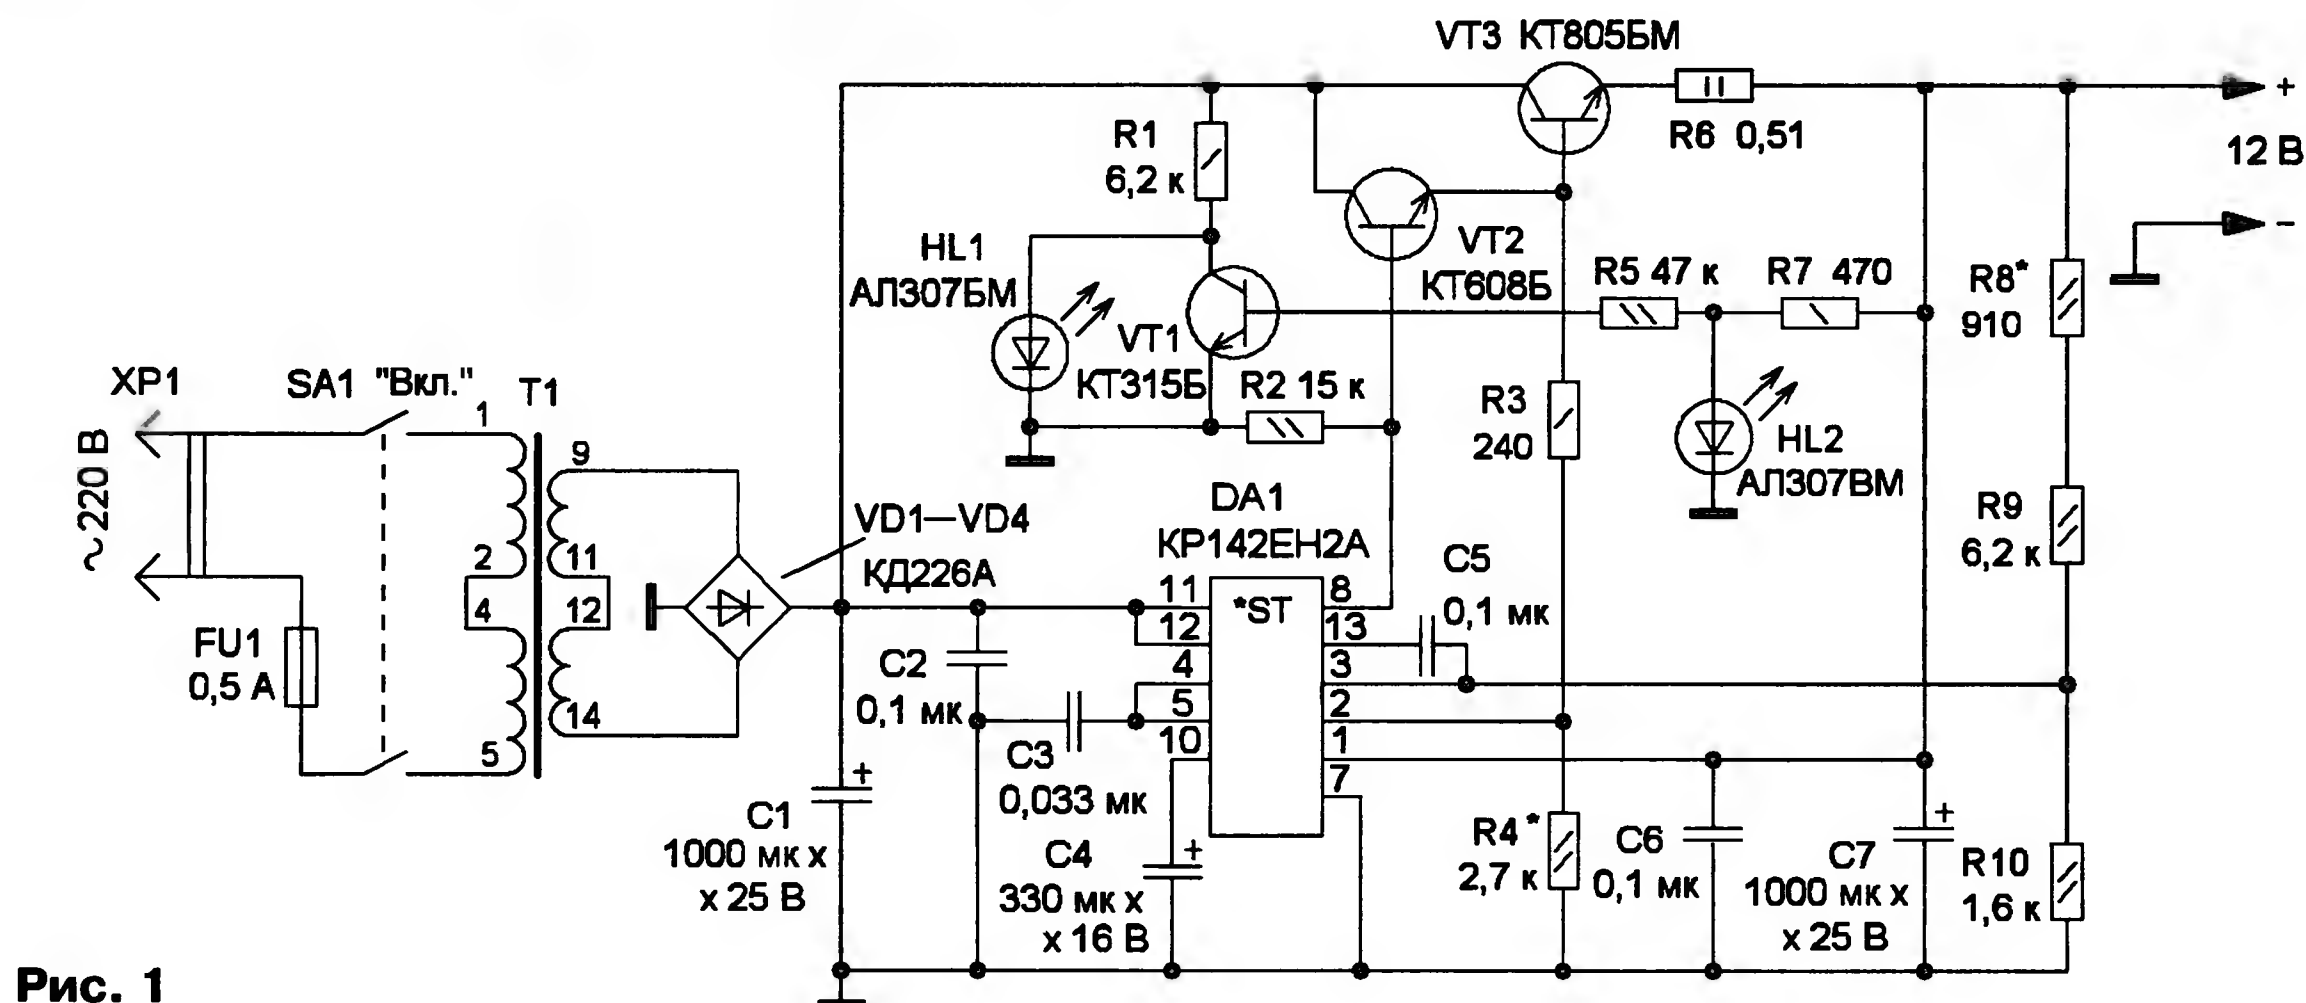 VT3 КТ805БМ
R6 0,51
+
12 В
−
R1
6,2 к
HL1
АЛ307БМ
VT1
КТ315Б
R2 15 к
VT2
КТ608Б
R5 47 к
R7 470
R8*
910
R3
240
HL2
АЛ307ВМ
R9
6,2 к
XP1
~220 В
SA1 "Вкл."
T1
1
2
4
5
9
11
12
14
FU1
0,5 А
VD1—VD4
КД226А
DA1
КР142ЕН2А
*ST
11
12
4
5
10
8
13
3
2
1
7
C5
0,1 мк
C2
0,1 мк
C3
0,033 мк
+
C1
1000 мк х
х 25 В
+
C4
330 мк х
х 16 В
R4*
2,7 к
C6
0,1 мк
+
C7
1000 мк х
х 25 В
R10
1,6 к
Рис. 1